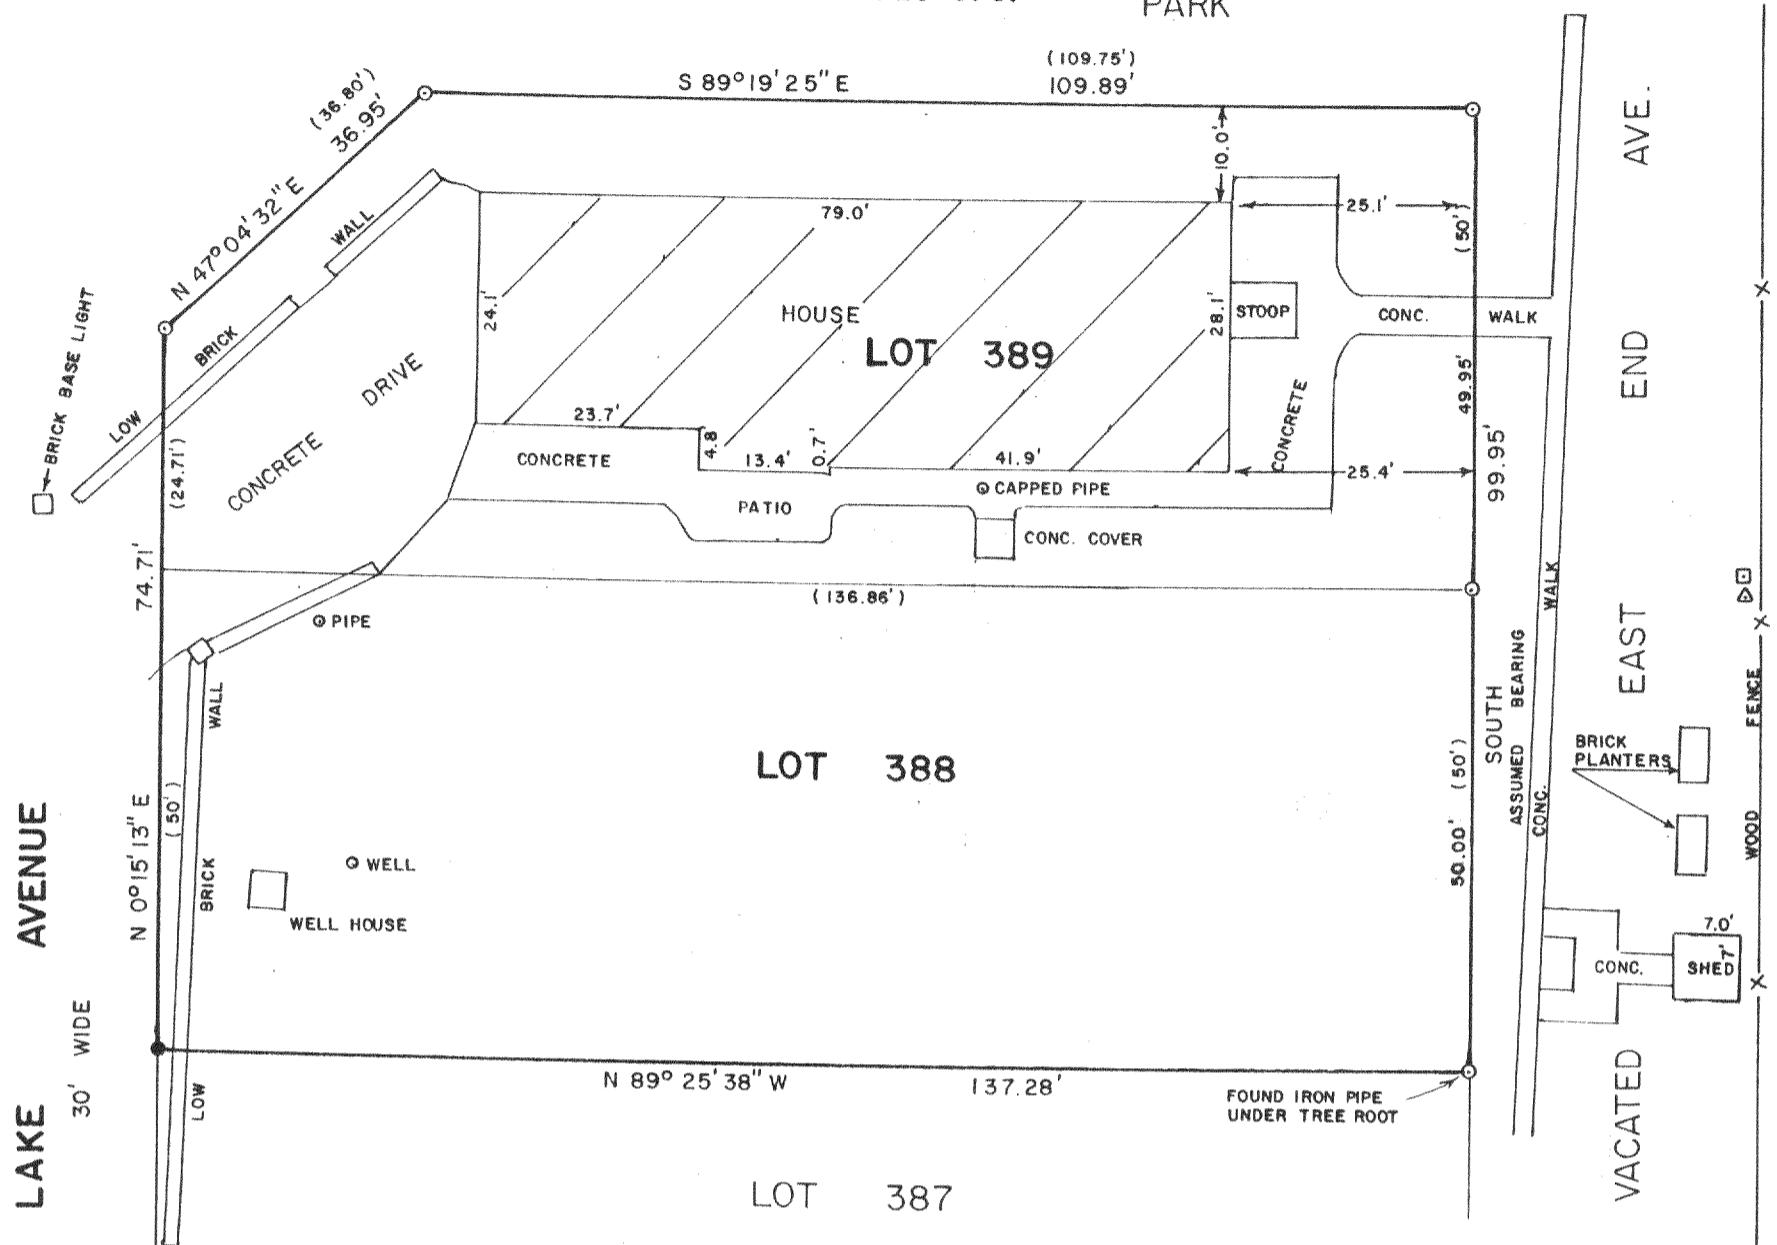 PARK
(109.75')
S 89°19'25" E 109.89'
(36.80')
36.95'
N 47°04'32" E
10.0'
AVE.
WALL
79.0'
25.1'
(50')
BRICK BASE LIGHT
BRICK
LOW
24.1'
HOUSE
28.1'
STOOP
CONC. WALK
LOT 389
DRIVE
CONCRETE
END
49.95'
CONCRETE
23.7'
4.8
13.4'
0.7'
41.9'
25.4'
99.95'
(24.71')
CONCRETE
CAPPED PIPE
PATIO
CONC. COVER
74.71'
(136.86')
PIPE
WALK
EAST
WALL
SOUTH
ASSUMED BEARING
FENCE
BRICK
PLANTERS
LOT 388
(50')
(50')
N 0°15'13" E
CONC.
WOOD
50.00'
AVENUE
WELL
BRICK
WELL HOUSE
7.0'
7'
CONC.
SHED
30' WIDE
N 89° 25' 38" W 137.28'
LOW
FOUND IRON PIPE
UNDER TREE ROOT
LAKE
VACATED
LOT 387